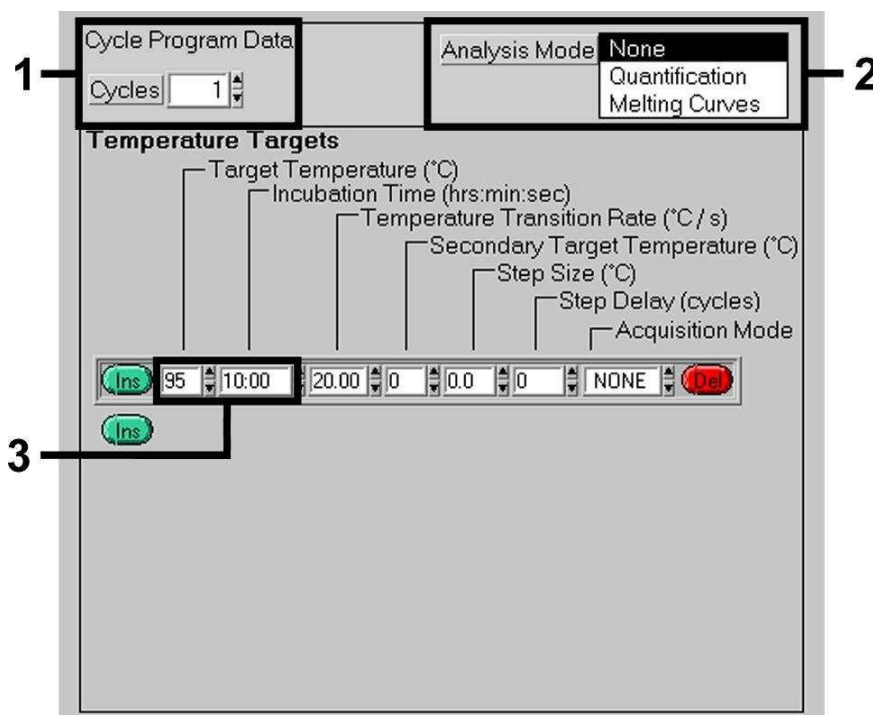 1
Cycle Program Data
Cycles 1
Analysis Mode None
Quantification
Melting Curves
2
Temperature Targets
Target Temperature (°C)
Incubation Time (hrs:min:sec)
Temperature Transition Rate (°C / s)
Secondary Target Temperature (°C)
Step Size (°C)
Step Delay (cycles)
Acquisition Mode
Ins 95 10:00 20.00 0 0.0 0 NONE Del
Ins
3